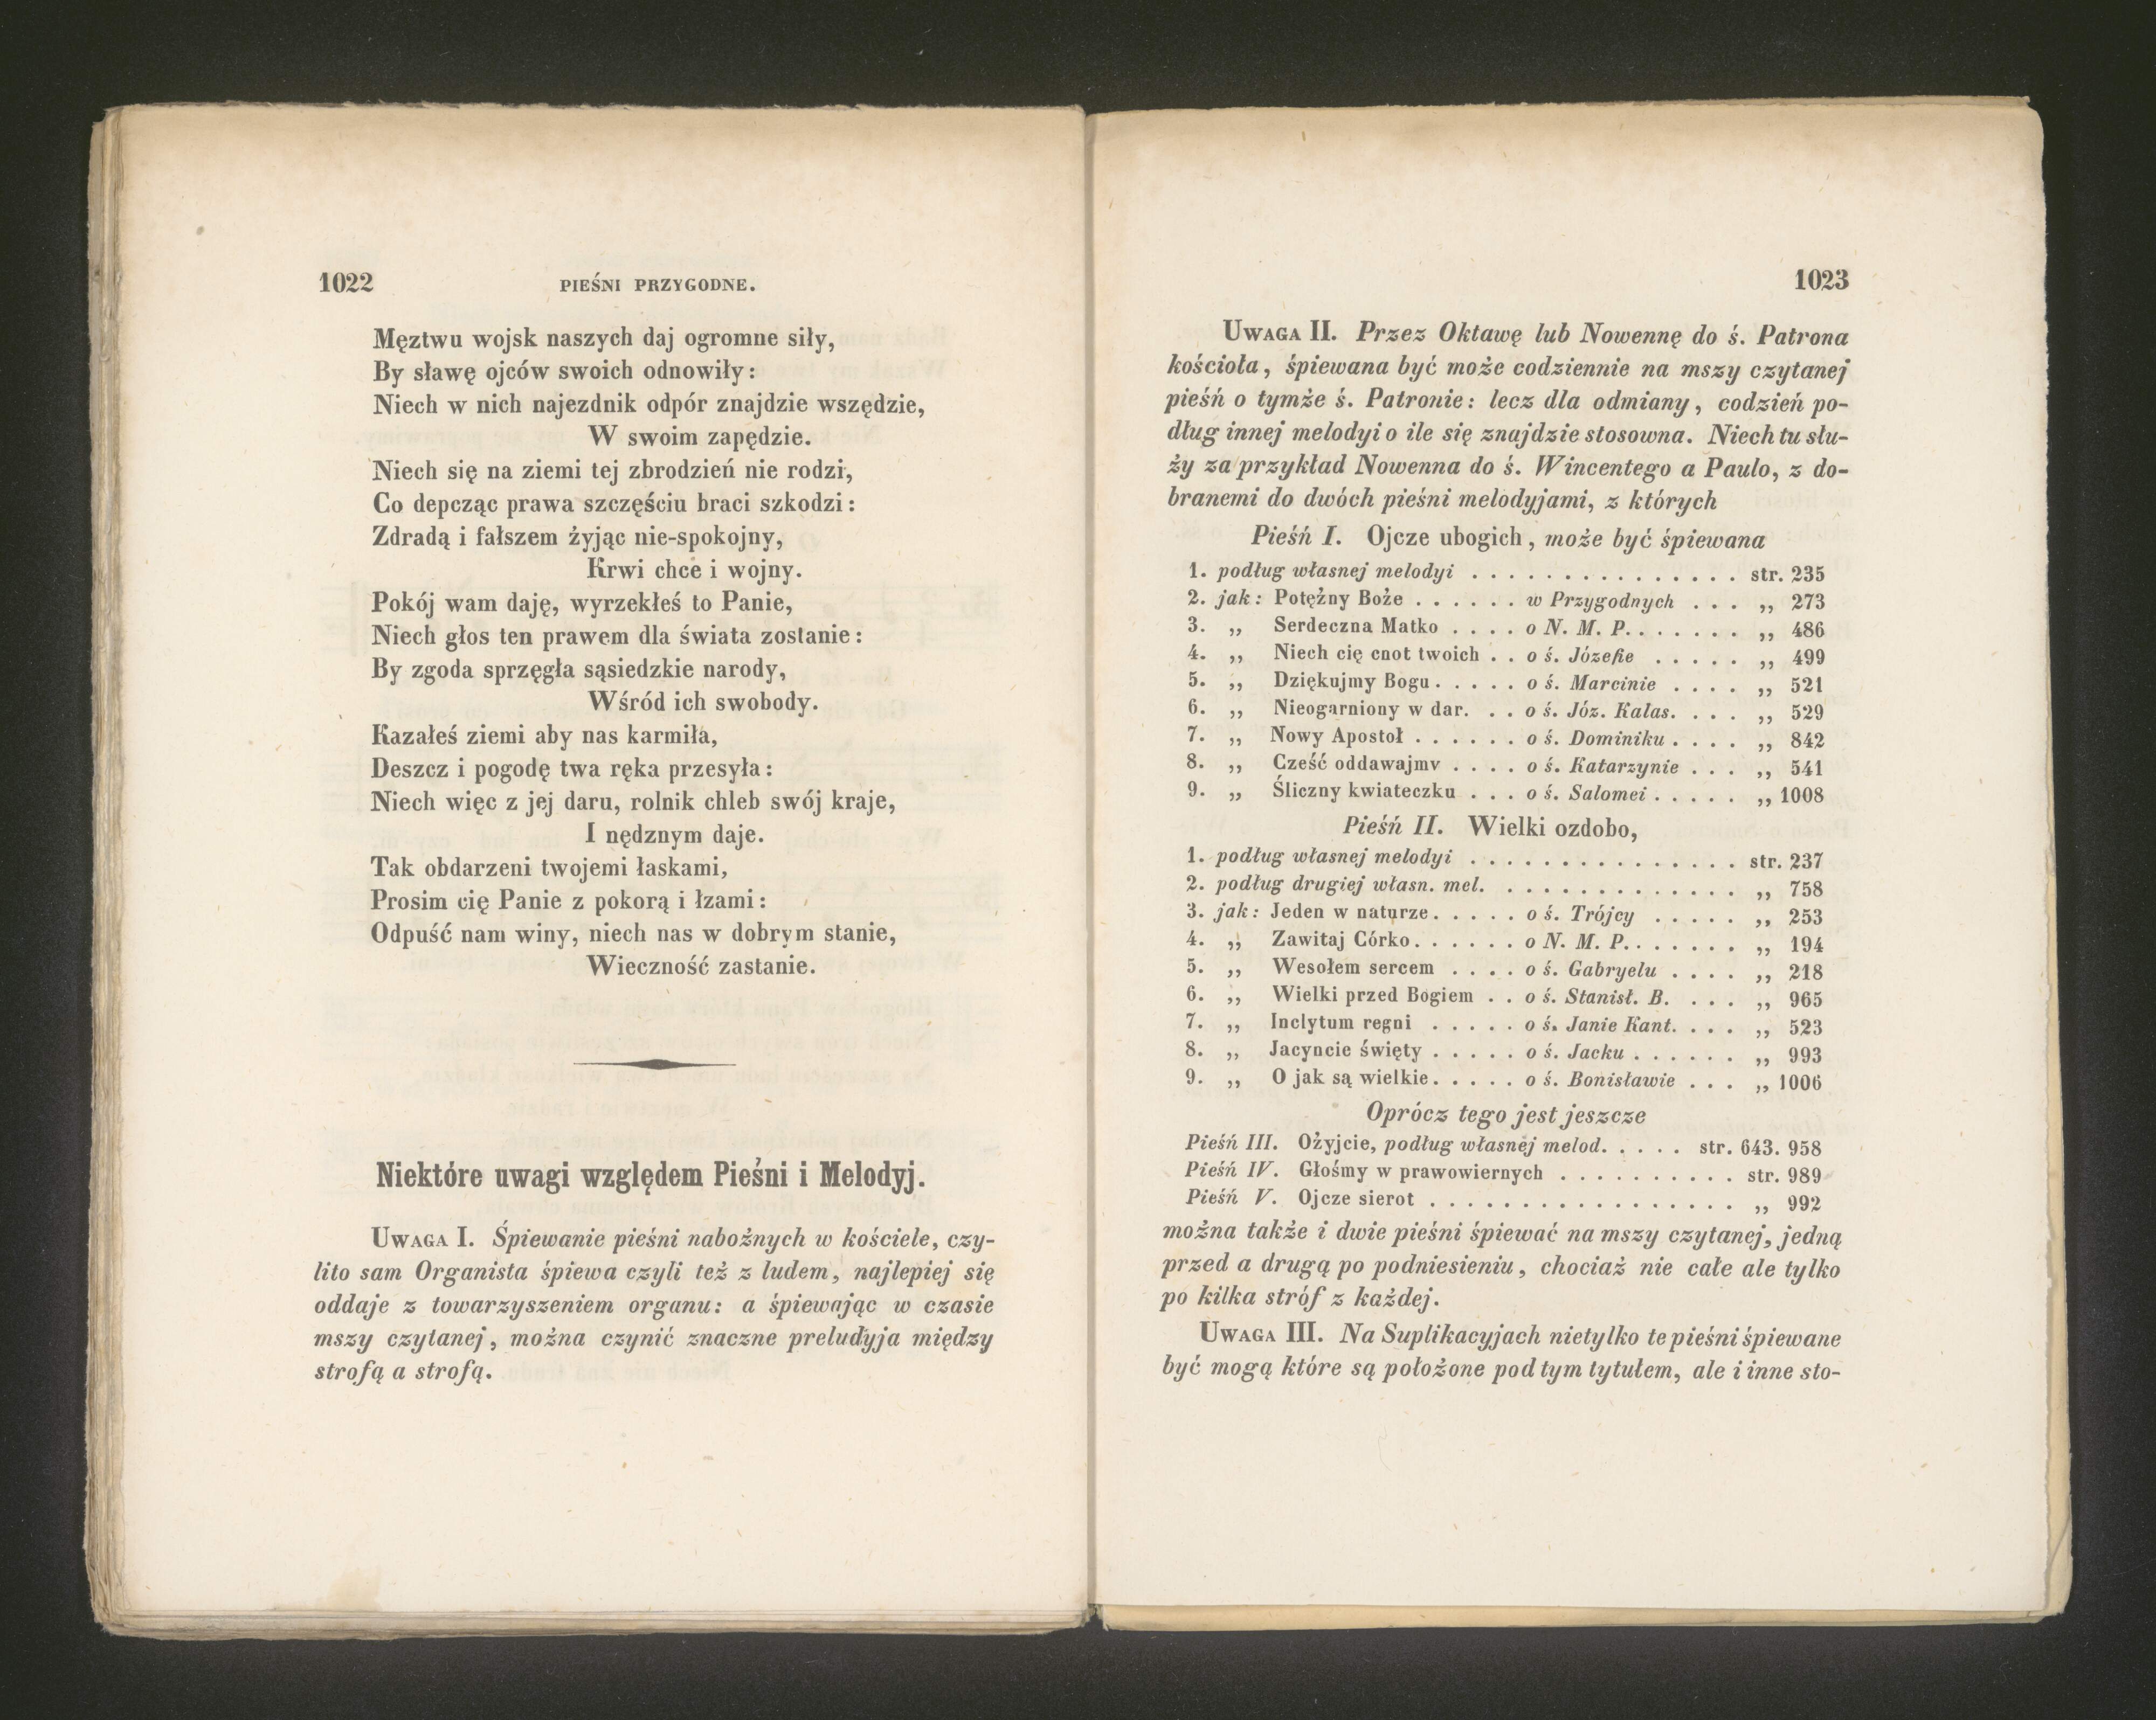 1022 PIEŚNI PRZYGODNE.
Męztwu wojsk naszych daj ogromne siły,
By sławę ojców swoich odnowiły:
Niech w nich najezdnik odpór znajdzie wszędzie,
W swoim zapędzie.
Niech się na ziemi tej zbrodzień nie rodzi,
Co depcząc prawa szczęściu braci szkodzi:
Zdradą i fałszem żyjąc nie-spokojny,
Krwi chce i wojny.
Pokój wam daję, wyrzekłeś to Panie,
Niech głos ten prawem dla świata zostanie:
By zgoda sprzęgła sąsiedzkie narody,
Wśród ich swobody.
Kazałeś ziemi aby nas karmiła,
Deszcz i pogodę twa ręka przesyła:
Niech więc z jej daru, rolnik chleb swój kraje,
I nędznym daje.
Tak obdarzeni twojemi łaskami,
Prosim cię Panie z pokorą i łzami:
Odpuść nam winy, niech nas w dobrym stanie,
Wieczność zastanie.
Niektóre uwagi względem Pieśni i Melodyj.
UWAGA I. Śpiewanie pieśni nabożnych w kościele, czy-
lito sam Organista śpiewa czyli też z ludem, najlepiej się
oddaje z towarzyszeniem organu: a śpiewając w czasie
mszy czytanej, można czynić znaczne preludyja między
strofą a strofą.
1023
UWAGA II. Przez Oktawę lub Nowennę do ś. Patrona
kościoła, śpiewana być może codziennie na mszy czytanej
pieśń o tymże ś. Patronie: lecz dla odmiany, codzień po-
dług innej melodyi o ile się znajdzie stosowna. Niech tu słu-
ży za przykład Nowenna do ś. Wincentego a Paulo, z do-
branemi do dwóch pieśni melodyjami, z których
Pieśń I. Ojcze ubogich, może być śpiewana
1. podług własnej melodyi . . . . . . . . . . . . . . . str. 235
2. jak: Potężny Boże . . . . . . w Przygodnych . . . „ 273
3. „ Serdeczna Matko . . . . o N. M. P. . . . . . . „ 486
4. „ Niech cię cnot twoich . . o ś. Józefie . . . . . „ 499
5. „ Dziękujmy Bogu . . . . . o ś. Marcinie . . . . „ 521
6. „ Nieogarniony w dar. . . o ś. Józ. Kalas. . . . „ 529
7. „ Nowy Apostoł . . . . . . o ś. Dominiku . . . . „ 842
8. „ Cześć oddawajmy . . . . o ś. Katarzynie . . . „ 541
9. „ Śliczny kwiateczku . . . o ś. Salomei . . . . . „ 1008
Pieśń II. Wielki ozdobo,
1. podług własnej melodyi . . . . . . . . . . . . . . . str. 237
2. podług drugiej własn. mel. . . . . . . . . . . . . . „ 758
3. jak: Jeden w naturze . . . . . o ś. Trójcy . . . . . „ 253
4. „ Zawitaj Córko . . . . . . o N. M. P. . . . . . . „ 194
5. „ Wesołem sercem . . . . o ś. Gabryelu . . . . „ 218
6. „ Wielki przed Bogiem . . o ś. Stanisł. B. . . . „ 965
7. „ Inclytum regni . . . . . o ś. Janie Kant. . . . „ 523
8. „ Jacyncie święty . . . . . o ś. Jacku . . . . . . „ 993
9. „ O jak są wielkie . . . . . o ś. Bonisławie . . . „ 1006
Oprócz tego jest jeszcze
Pieśń III. Ożyjcie, podług własnej melod. . . . . str. 643. 958
Pieśń IV. Głośmy w prawowiernych . . . . . . . . . . str. 989
Pieśń V. Ojcze sierot . . . . . . . . . . . . . . . . . „ 992
można także i dwie pieśni śpiewać na mszy czytanej, jedną
przed a drugą po podniesieniu, chociaż nie całe ale tylko
po kilka stróf z każdej.
UWAGA III. Na Suplikacyjach nietylko te pieśni śpiewane
być mogą które są położone pod tym tytułem, ale i inne sto-